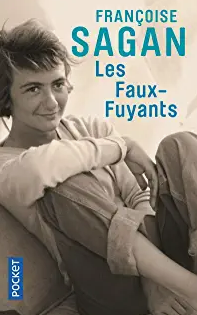 FRANÇOISE
SAGAN
Les
Faux-
Fuyants
POCKET